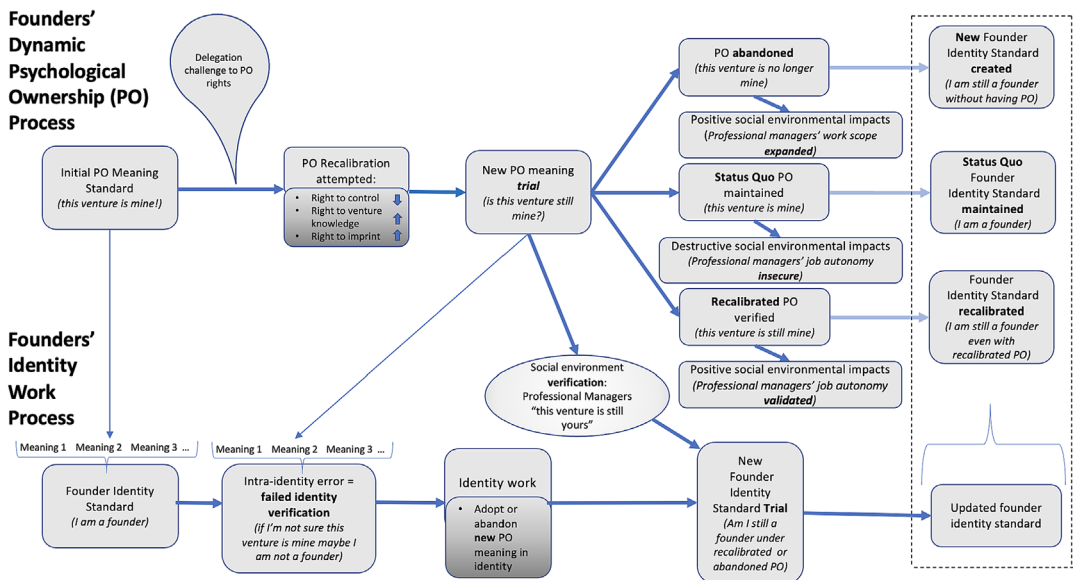 Founders'
Dynamic
Psychological
Ownership (PO)
Process
Delegation
challenge to PO
rights
Initial PO Meaning
Standard
(this venture is mine!)
PO Recalibration
attempted:
• Right to control
• Right to venture
knowledge
• Right to imprint
New PO meaning
trial
(is this venture still
mine?)
PO abandoned
(this venture is no longer
mine)
Positive social environmental impacts
(Professional managers' work scope
expanded)
Status Quo PO
maintained
(this venture is mine)
Destructive social environmental impacts
(Professional managers' job autonomy
insecure)
Recalibrated PO
verified
(this venture is still mine)
Positive social environmental impacts
(Professional managers' job autonomy
validated)
New Founder
Identity Standard
created
(I am still a founder
without having PO)
Status Quo
Founder
Identity Standard
maintained
(I am a founder)
Founder
Identity Standard
recalibrated
(I am still a founder
even with
recalibrated PO)
Founders'
Identity
Work
Process
Social environment
verification:
Professional Managers
"this venture is still
yours"
Meaning 1 Meaning 2 Meaning 3 ...
Meaning 1 Meaning 2 Meaning 3 ...
Founder Identity
Standard
(I am a founder)
Intra-identity error =
failed identity
verification
(if I'm not sure this
venture is mine maybe I
am not a founder)
Identity work
• Adopt or
abandon
new PO
meaning in
identity
New
Founder
Identity
Standard Trial
(Am I still a
founder under
recalibrated or
abandoned PO)
Updated founder
identity standard